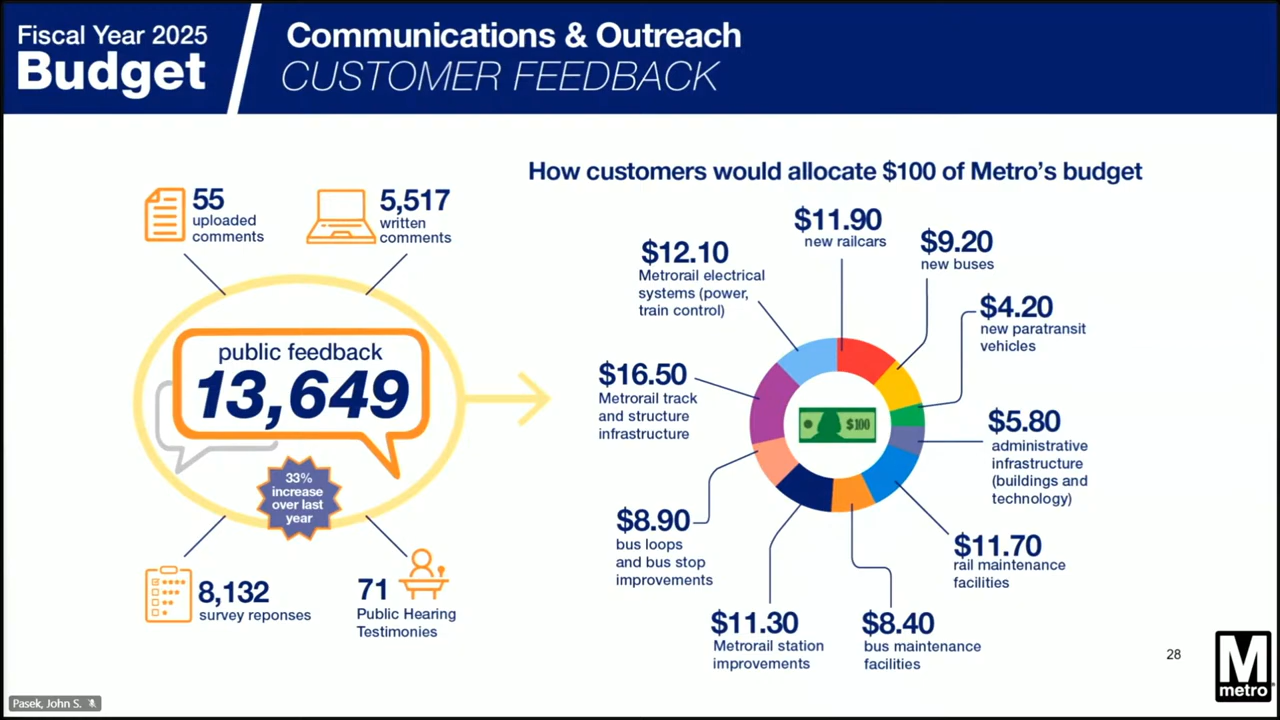 Fiscal Year 2025
Budget
Communications & Outreach
CUSTOMER FEEDBACK
55
uploaded
comments
5,517
written
comments
public feedback
13,649
33%
increase
over last
year
8,132
survey reponses
71
Public Hearing
Testimonies
How customers would allocate $100 of Metro's budget
$11.90
new railcars
$9.20
new buses
$4.20
new paratransit
vehicles
$5.80
administrative
infrastructure
(buildings and
technology)
$11.70
rail maintenance
facilities
$8.40
bus maintenance
facilities
$11.30
Metrorail station
improvements
$8.90
bus loops
and bus stop
improvements
$16.50
Metrorail track
and structure
infrastructure
$12.10
Metrorail electrical
systems (power,
train control)
$100
28
M
metro
Pasek, John S.